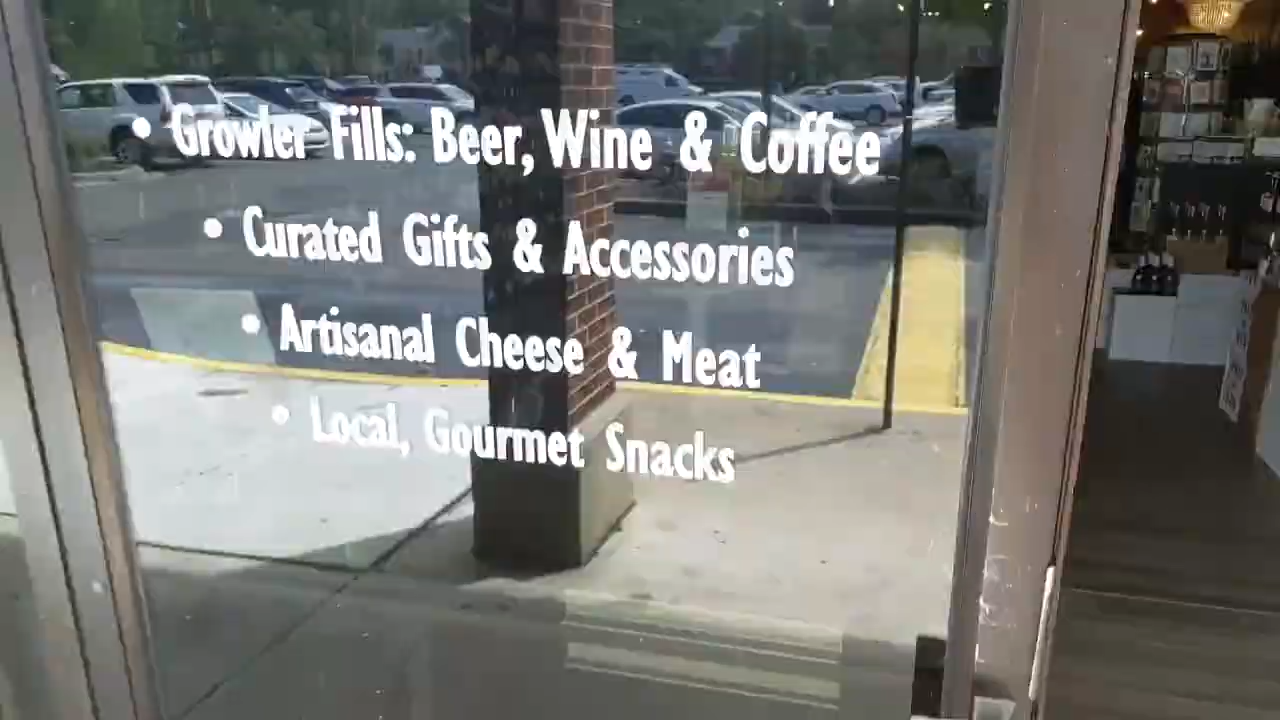 • Growler Fills: Beer, Wine & Coffee
• Curated Gifts & Accessories
• Artisanal Cheese & Meat
• Local, Gourmet Snacks